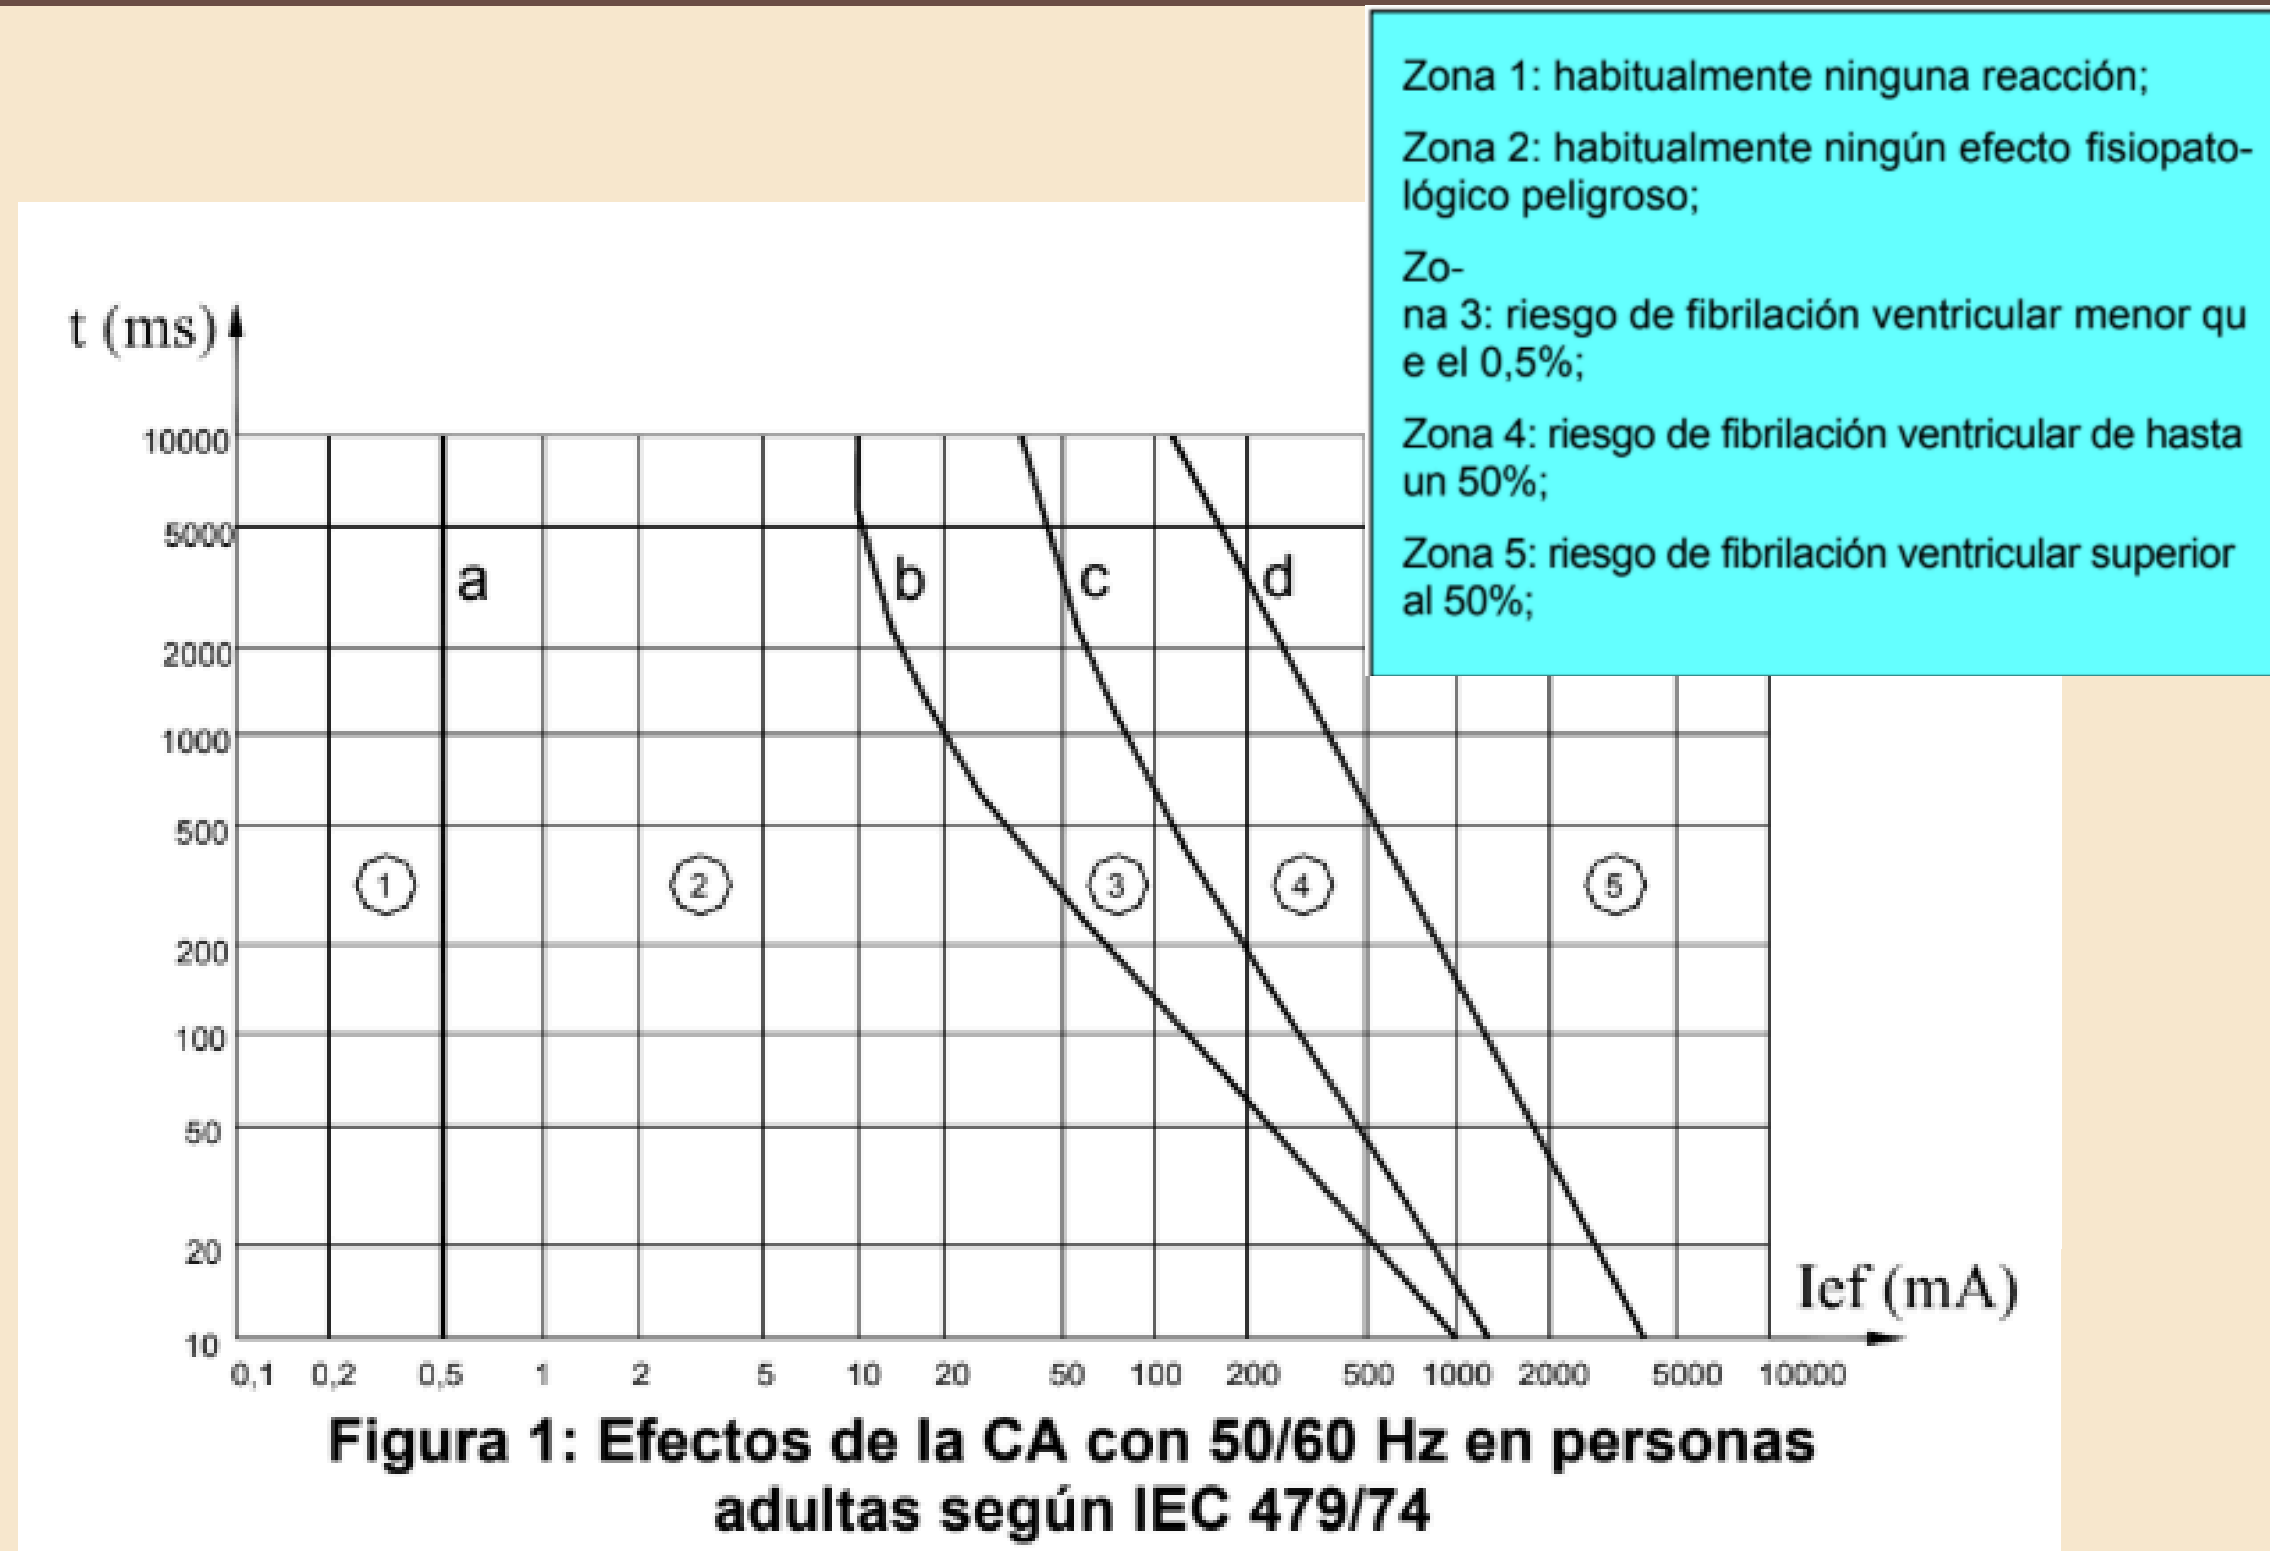 Zona 1: habitualmente ninguna reacción;
Zona 2: habitualmente ningún efecto fisiopato-
lógico peligroso;
Zo-
na 3: riesgo de fibrilación ventricular menor qu
e el 0,5%;
Zona 4: riesgo de fibrilación ventricular de hasta
un 50%;
Zona 5: riesgo de fibrilación ventricular superior
al 50%;
t (ms)
10000
5000
a b c d
2000
1000
500
1 2 3 4 5
200
100
50
20
Ief (mA)
10
0,1 0,2 0,5 1 2 5 10 20 50 100 200 500 1000 2000 5000 10000
Figura 1: Efectos de la CA con 50/60 Hz en personas
adultas según IEC 479/74